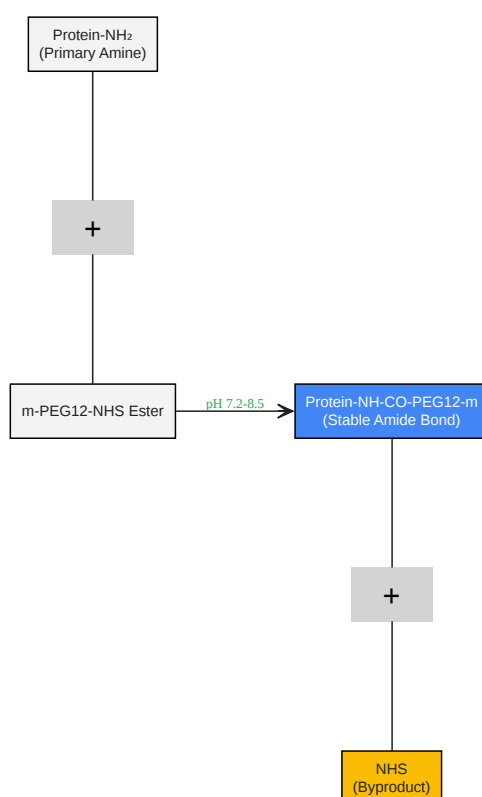 Protein-NH₂
(Primary Amine)
+
m-PEG12-NHS Ester
pH 7.2-8.5
Protein-NH-CO-PEG12-m
(Stable Amide Bond)
+
NHS
(Byproduct)